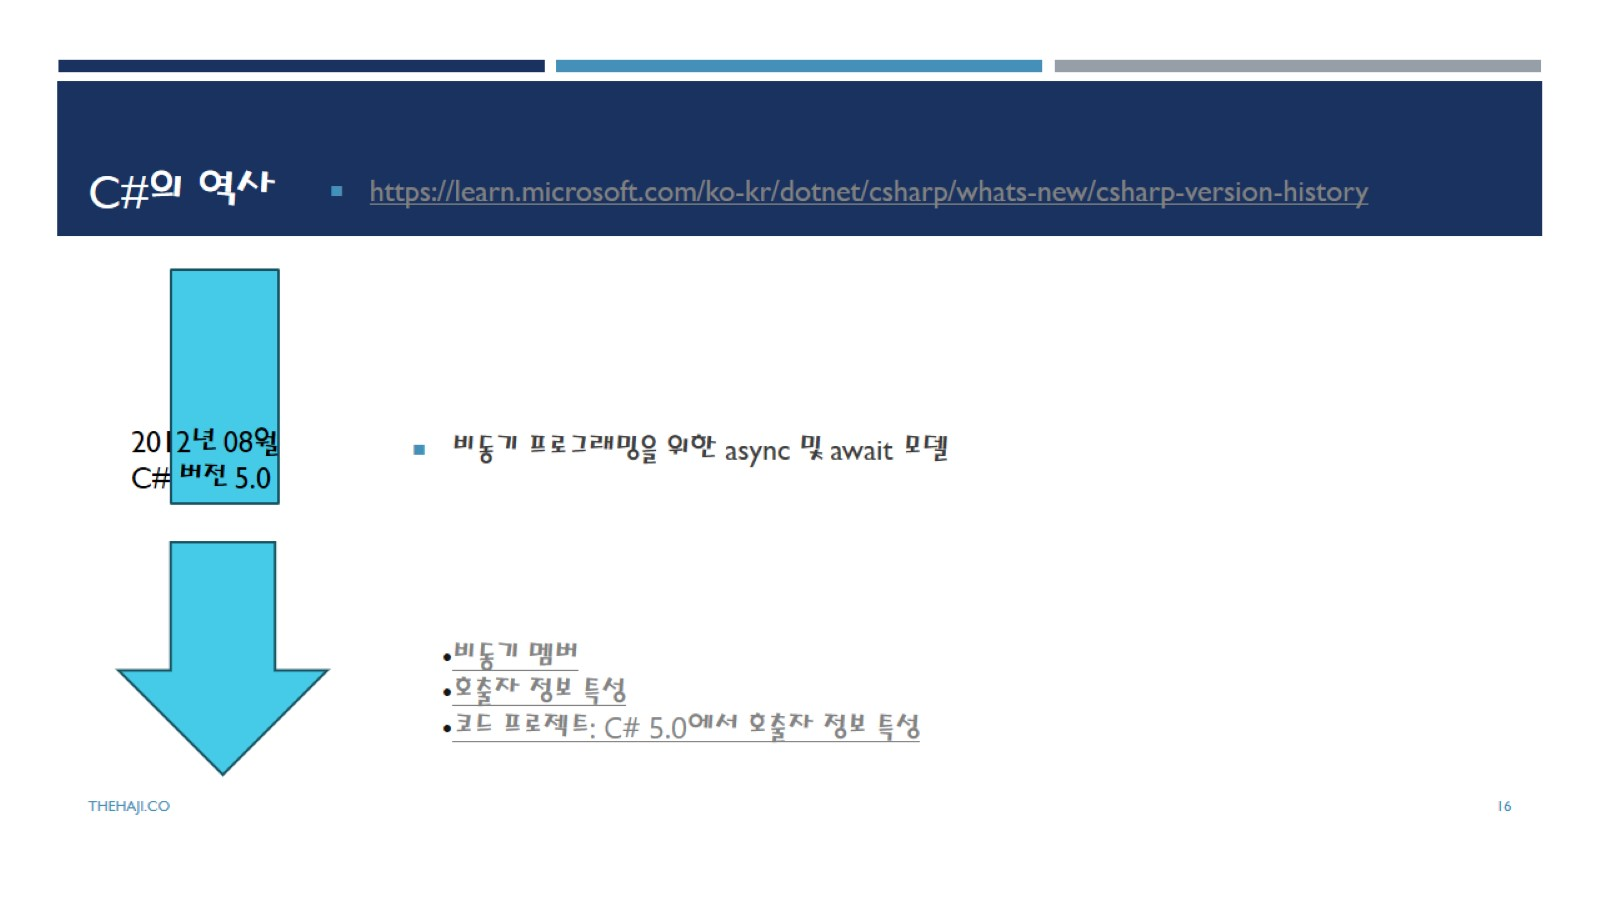 C#의 역사
https://learn.microsoft.com/ko-kr/dotnet/csharp/whats-new/csharp-version-history
2012년 08월
C# 버전 5.0
비동기 프로그래밍을 위한 async 및 await 모델
•비동기 멤버
•호출자 정보 특성
•코드 프로젝트: C# 5.0에서 호출자 정보 특성
THEHAJI.CO
16